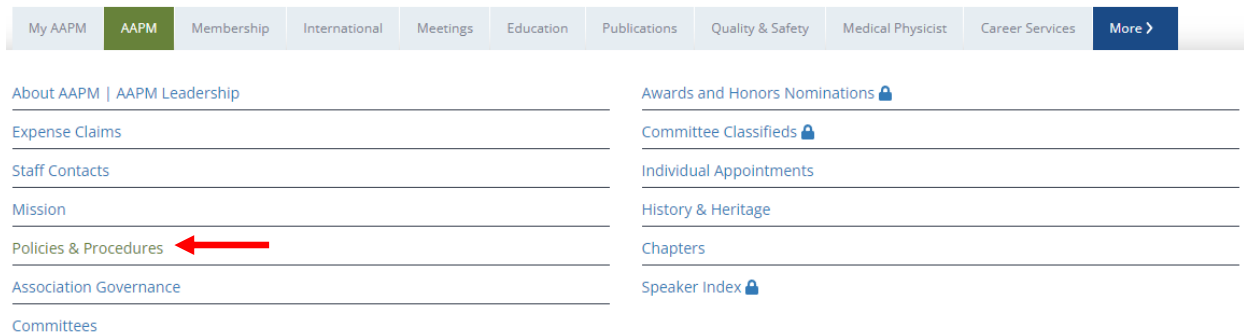 My AAPM AAPM Membership International Meetings Education Publications Quality & Safety Medical Physicist Career Services More
About AAPM | AAPM Leadership
Expense Claims
Staff Contacts
Mission
Policies & Procedures
Association Governance
Committees
Awards and Honors Nominations
Committee Classifieds
Individual Appointments
History & Heritage
Chapters
Speaker Index